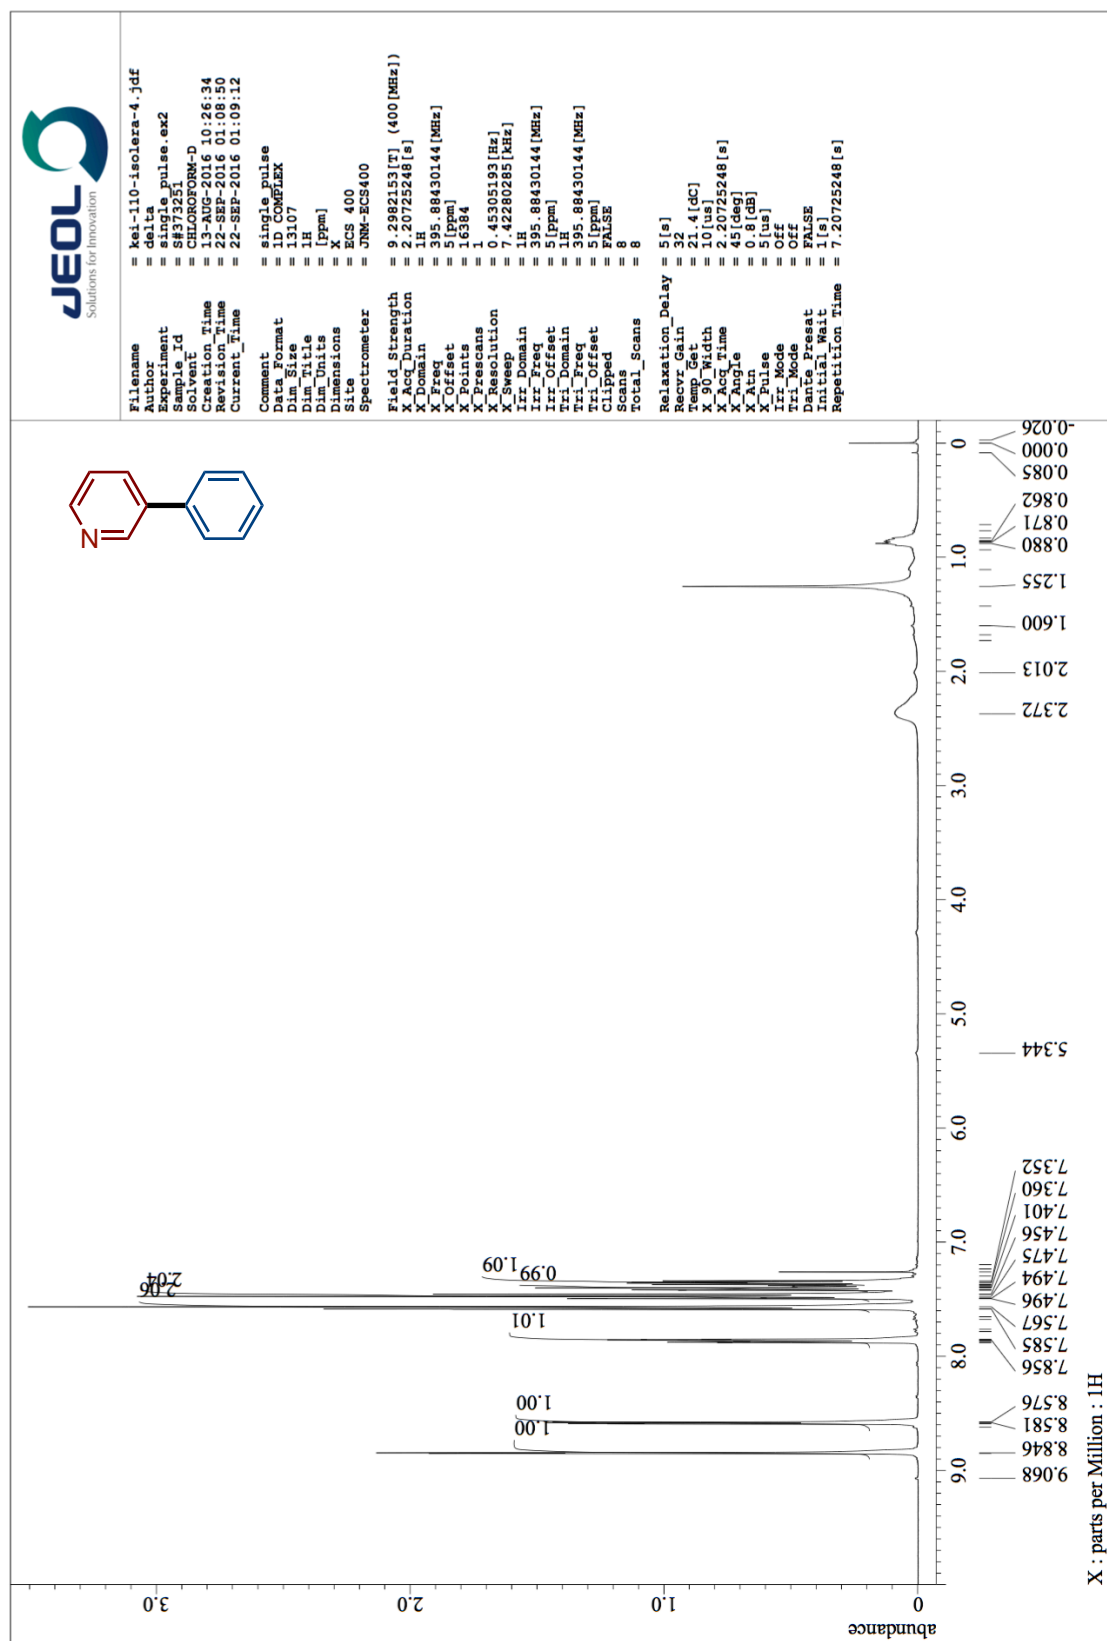 JEOL
Solutions for Innovation
Filename = kei-110-isolera-4.jdf
Author = delta
Experiment = single_pulse.ex2
Sample_Id = S#373251
Solvent = CHLOROFORM-D
Creation_Time = 13-AUG-2016 10:26:34
Revision_Time = 22-SEP-2016 01:08:50
Current_Time = 22-SEP-2016 01:09:12
Comment = single_pulse
Data_Format = 1D COMPLEX
Dim_Size = 13107
Dim_Title = 1H
Dim_Units = [ppm]
Dimensions = X
Site = ECS 400
Spectrometer = JNM-ECS400
Field_Strength = 9.2982153[T] (400[MHz])
X_Acq_Duration = 2.20725248[s]
X_Domain = 1H
X_Freq = 395.88430144[MHz]
X_Offset = 5[ppm]
X_Points = 16384
X_Prescans = 1
X_Resolution = 0.45305193[Hz]
X_Sweep = 7.42280285[kHz]
Irr_Domain = 1H
Irr_Freq = 395.88430144[MHz]
Irr_Offset = 5[ppm]
Tri_Domain = 1H
Tri_Freq = 395.88430144[MHz]
Tri_Offset = 5[ppm]
Clipped = FALSE
Scans = 8
Total_Scans = 8
Relaxation_Delay = 5[s]
Recvr_Gain = 32
Temp_Get = 21.4[dC]
X_90_Width = 10[us]
X_Acq_Time = 2.20725248[s]
X_Angle = 45[deg]
X_Atn = 0.8[dB]
X_Pulse = 5[us]
Irr_Mode = Off
Tri_Mode = Off
Dante_Presat = FALSE
Initial_Wait = 1[s]
Repetition_Time = 7.20725248[s]
N
abundance
0 1.0 2.0 3.0
1.00
1.00
1.01
2.06
2.04
0.99
1.09
9.0 8.0 7.0 6.0 5.0 4.0 3.0 2.0 1.0 0
9.068
8.846
8.581
8.576
7.856
7.585
7.567
7.496
7.494
7.475
7.456
7.401
7.360
7.352
5.344
2.372
2.013
1.600
1.255
0.880
0.871
0.862
0.085
0.000
-0.026
X : parts per Million : 1H